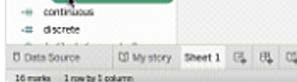 continuous
discrete
Data Source My story Sheet 1
16 marks 1 row by 1 column